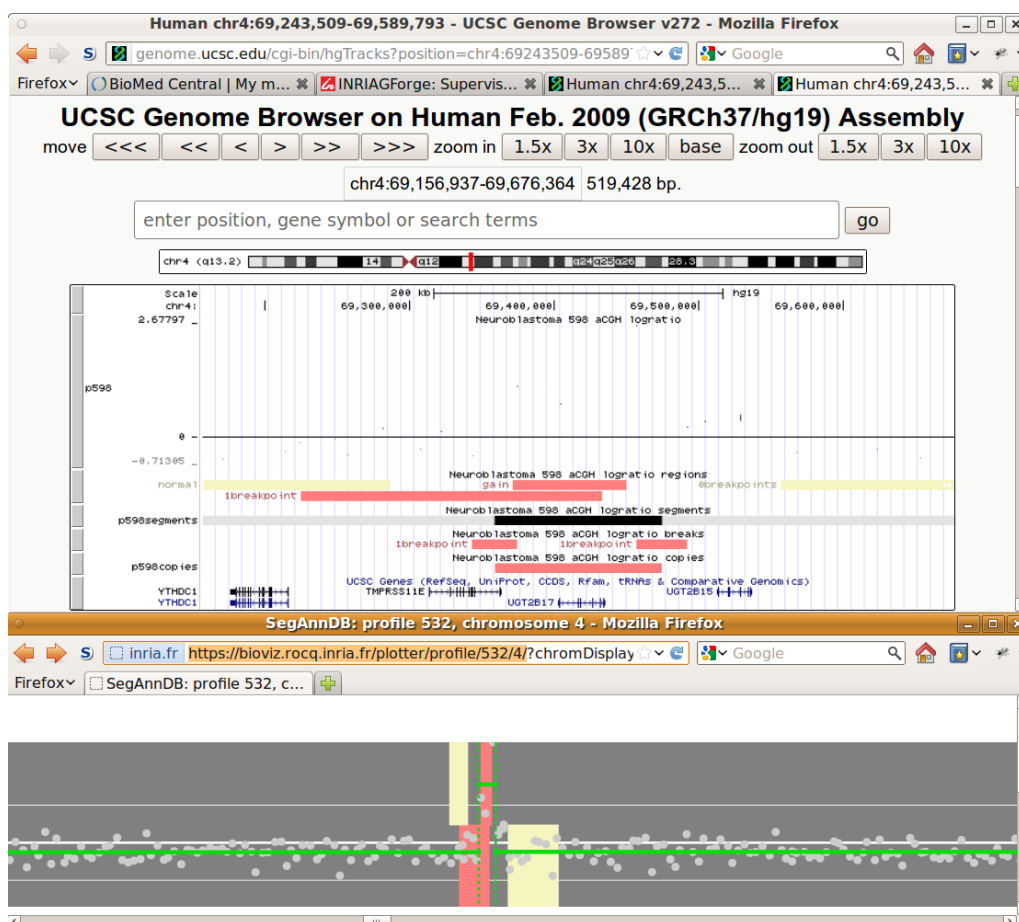 Human chr4:69,243,509-69,589,793 - UCSC Genome Browser v272 - Mozilla Firefox
S) genome.ucsc.edu/cgi-bin/hgTracks?position=chr4:69243509-69589 Google
Firefox BioMed Central | My m... INRIAGForge: Supervis... Human chr4:69,243,5... Human chr4:69,243,5...
UCSC Genome Browser on Human Feb. 2009 (GRCh37/hg19) Assembly
move <<< << < > >> >>> zoom in 1.5x 3x 10x base zoom out 1.5x 3x 10x
chr4:69,156,937-69,676,364 519,428 bp.
enter position, gene symbol or search terms go
chr4 (q13.2) 14 q12 q24 q25 q26 28.3
Scale 200 kb hg19
chr4: 69,300,000| 69,400,000| 69,500,000| 69,600,000|
2.67797 _ Neuroblastoma 598 aCGH logratio
p598
0 _
-0.71305 _
Neuroblastoma 598 aCGH logratio regions
normal gain 0breakpoints
1breakpoint
Neuroblastoma 598 aCGH logratio segments
p598segments
Neuroblastoma 598 aCGH logratio breaks
1breakpoint 1breakpoint
Neuroblastoma 598 aCGH logratio copies
p598copies
UCSC Genes (RefSeq, UniProt, CCDS, Rfam, tRNAs & Comparative Genomics)
YTHDC1 TMPRSS11E UGT2B15
YTHDC1 UGT2B17
SegAnnDB: profile 532, chromosome 4 - Mozilla Firefox
S) inria.fr https://bioviz.rocq.inria.fr/plotter/profile/532/4/?chromDisplay Google
Firefox SegAnnDB: profile 532, c...